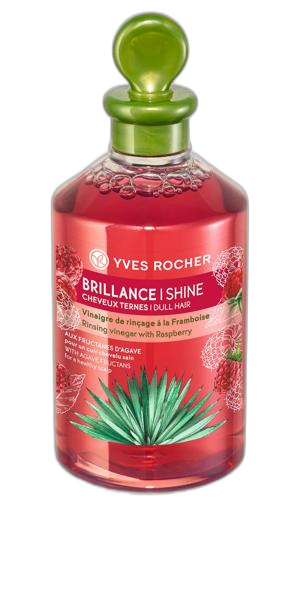 YVES ROCHER
BRILLANCE | SHINE
CHEVEUX TERNES | DULL HAIR
Vinaigre de rinçage à la Framboise
Rinsing vinegar with Raspberry
AUX FRUCTANES D'AGAVE
pour un cuir chevelu sain
WITH AGAVE FRUCTANS
for a healthy scalp